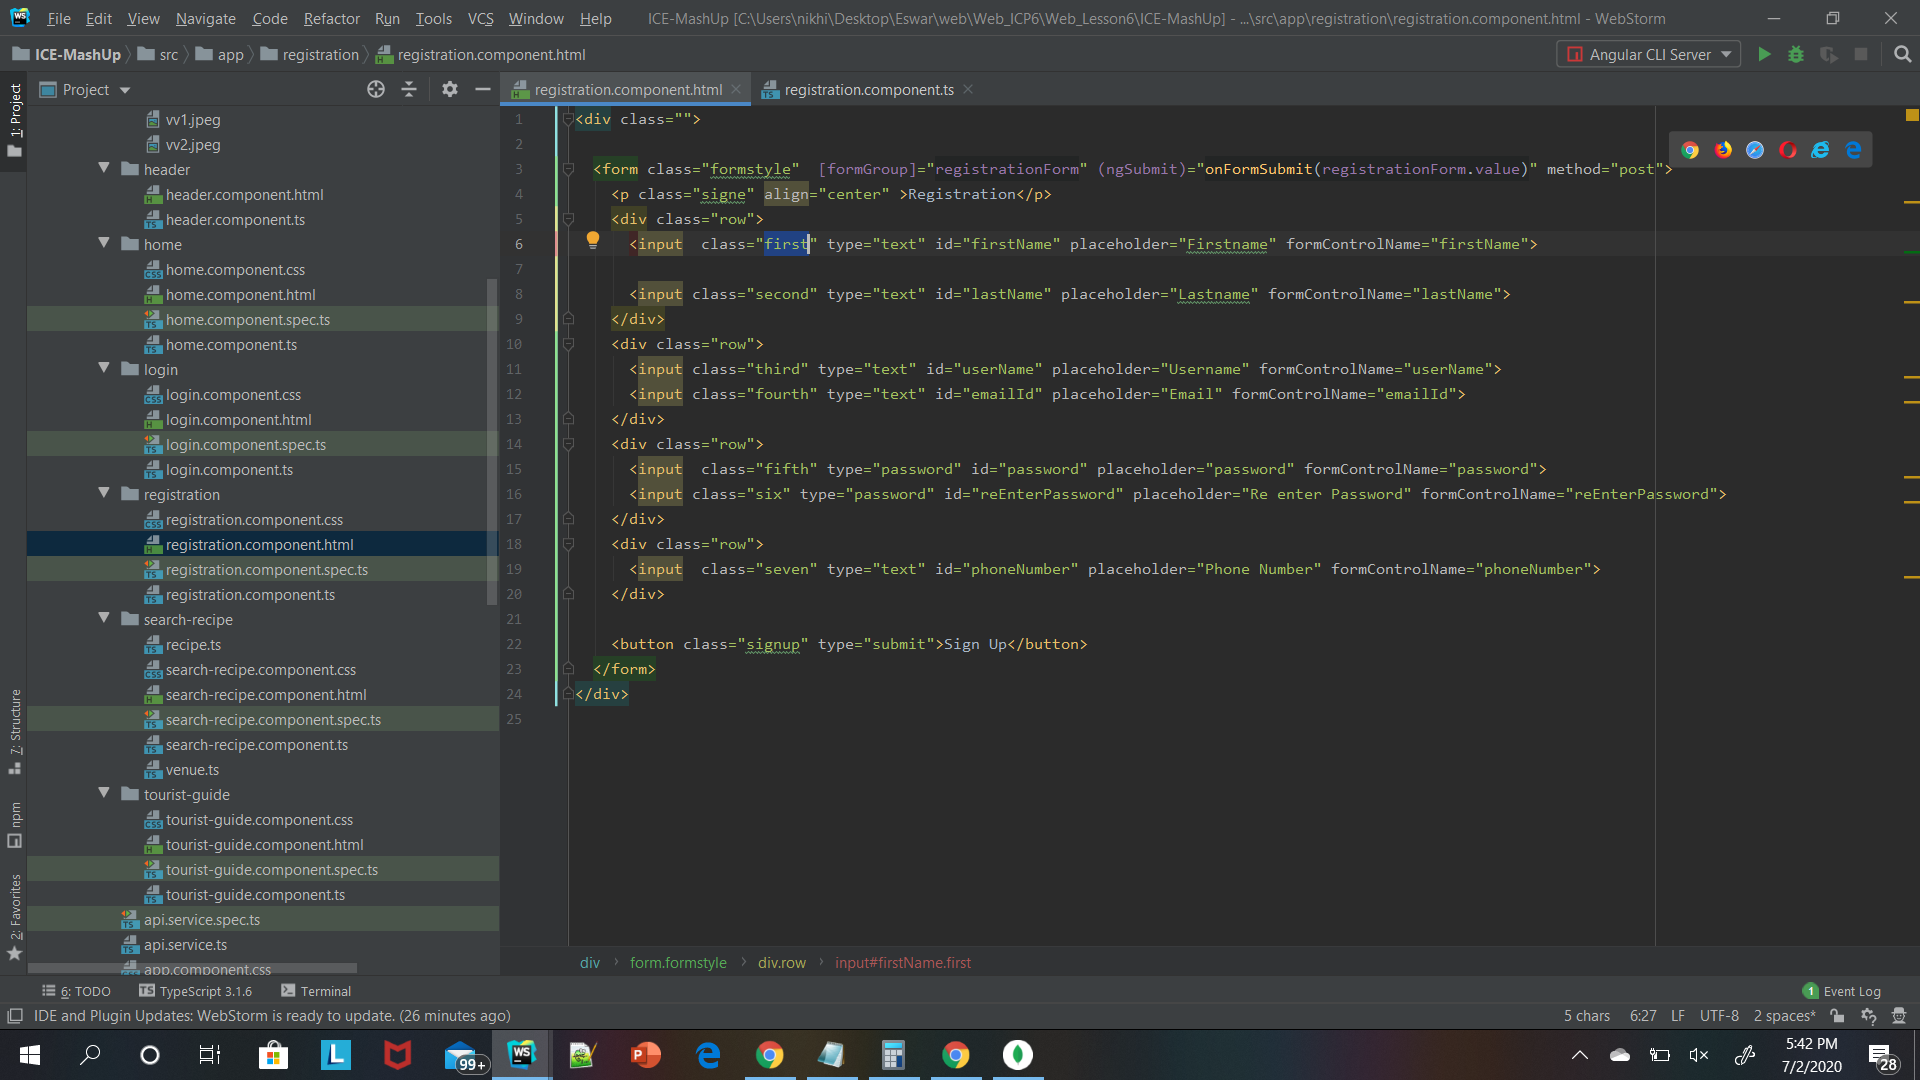 File Edit View Navigate Code Refactor Run Tools VCS Window Help ICE-MashUp [C:\Users\nikhi\Desktop\Eswar\web\Web_ICP6\Web_Lesson6\ICE-MashUp] - ...\src\app\registration\registration.component.html - WebStorm
ICE-MashUp src app registration registration.component.html Angular CLI Server
1: Project
Project
registration.component.html registration.component.ts
vv1.jpeg
vv2.jpeg
header
header.component.html
header.component.ts
home
home.component.css
home.component.html
home.component.spec.ts
home.component.ts
login
login.component.css
login.component.html
login.component.spec.ts
login.component.ts
registration
registration.component.css
registration.component.html
registration.component.spec.ts
registration.component.ts
search-recipe
recipe.ts
search-recipe.component.css
search-recipe.component.html
search-recipe.component.spec.ts
search-recipe.component.ts
venue.ts
tourist-guide
tourist-guide.component.css
tourist-guide.component.html
tourist-guide.component.spec.ts
tourist-guide.component.ts
api.service.spec.ts
api.service.ts
app.component.css
7: Structure
npm
2: Favorites
1 <div class="">
2
3 <form class="formstyle" [formGroup]="registrationForm" (ngSubmit)="onFormSubmit(registrationForm.value)" method="post">
4 <p class="signe" align="center" >Registration</p>
5 <div class="row">
6 <input class="first" type="text" id="firstName" placeholder="Firstname" formControlName="firstName">
7
8 <input class="second" type="text" id="lastName" placeholder="Lastname" formControlName="lastName">
9 </div>
10 <div class="row">
11 <input class="third" type="text" id="userName" placeholder="Username" formControlName="userName">
12 <input class="fourth" type="text" id="emailId" placeholder="Email" formControlName="emailId">
13 </div>
14 <div class="row">
15 <input class="fifth" type="password" id="password" placeholder="password" formControlName="password">
16 <input class="six" type="password" id="reEnterPassword" placeholder="Re enter Password" formControlName="reEnterPassword">
17 </div>
18 <div class="row">
19 <input class="seven" type="text" id="phoneNumber" placeholder="Phone Number" formControlName="phoneNumber">
20 </div>
21
22 <button class="signup" type="submit">Sign Up</button>
23 </form>
24 </div>
25
div form.formstyle div.row input#firstName.first
6: TODO TypeScript 3.1.6 Terminal 1 Event Log
IDE and Plugin Updates: WebStorm is ready to update. (26 minutes ago) 5 chars 6:27 LF UTF-8 2 spaces*
99+
5:42 PM
7/2/2020
28